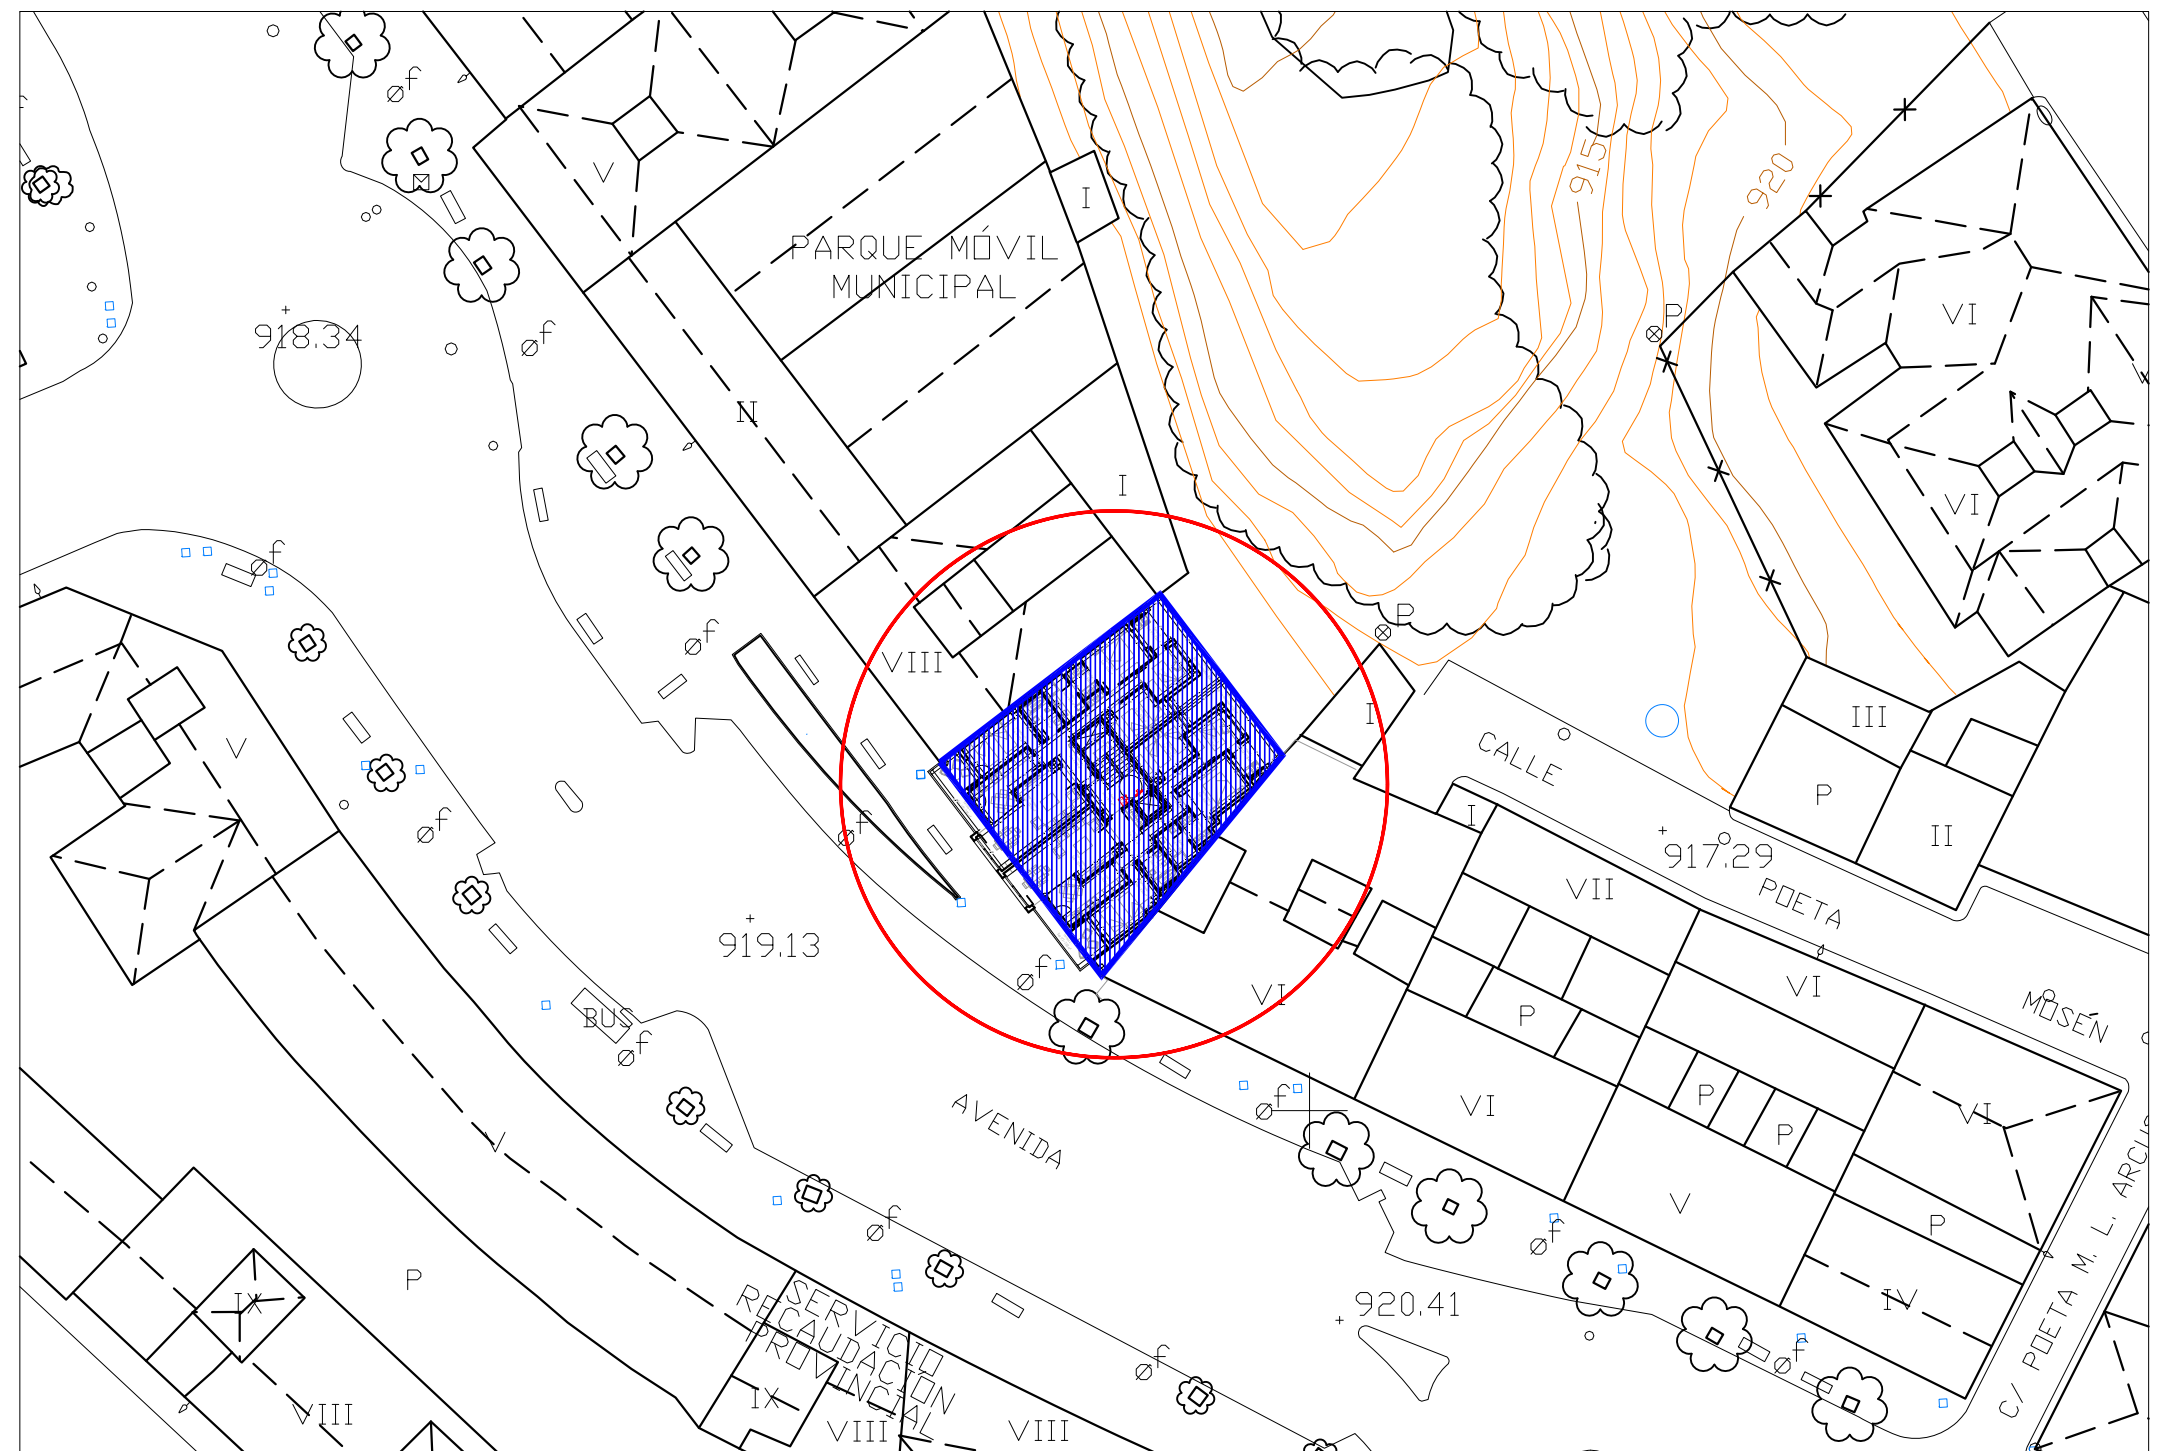 f
V
I
915
920
PARQUE MÓVIL
MUNICIPAL
918.34
f
P
VI
N
I
VI
f
f
P
VIII
V
I
III
CALLE
P
I
f
f
II
917.29
VII
POETA
919.13
f
VI
VI
MOSÉN
BUS
P
f
f
P
VI
VI
P
AVENIDA
V
V
P
f
f
C/ POETA M. L. ARCUS
P
IX
SERVICIO
RECAUDACIÓN
PROVINCIAL
920.41
IV
f
f
IX
VIII
VIII
VIII